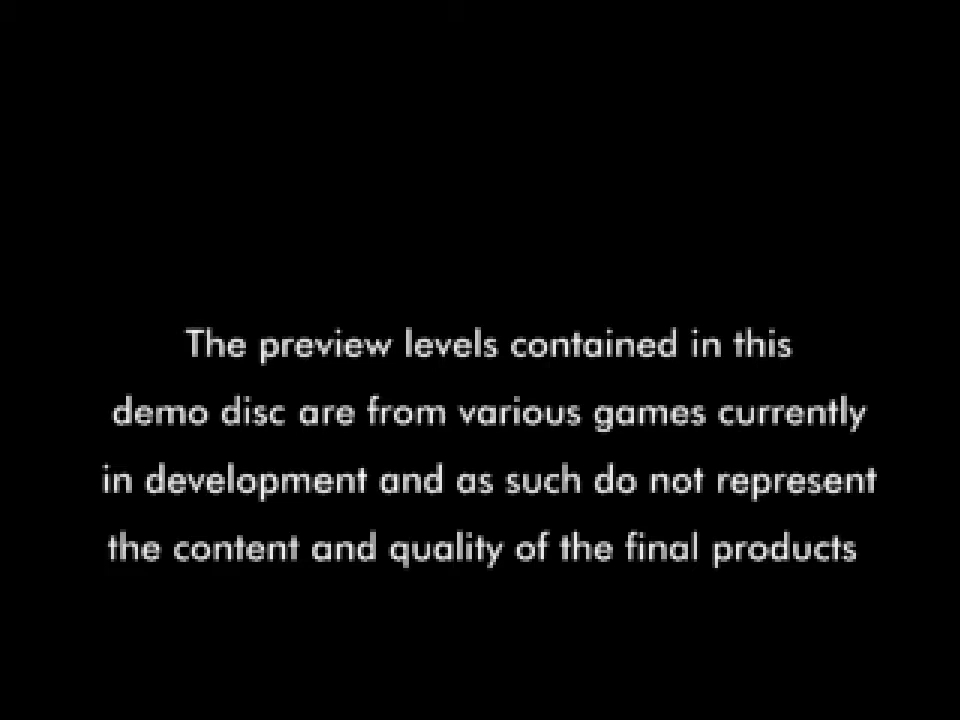 The preview levels contained in this
demo disc are from various games currently
in development and as such do not represent
the content and quality of the final products